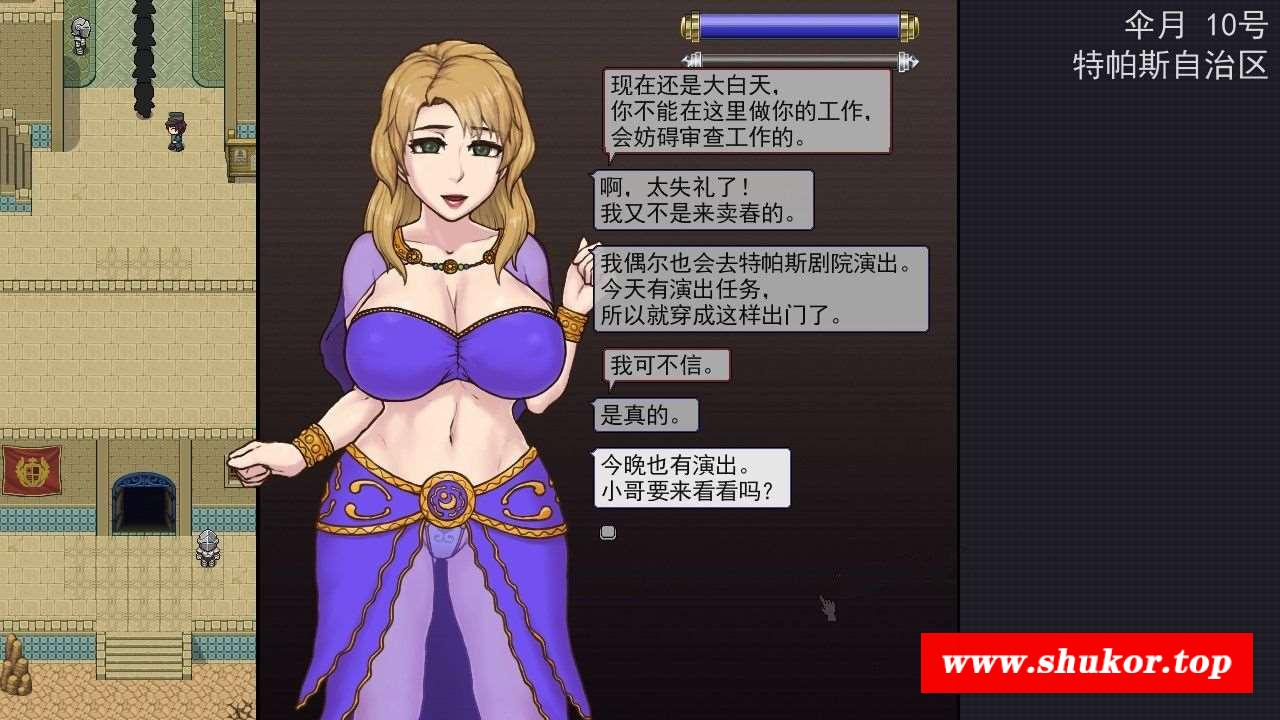 伞月 10号
特帕斯自治区
现在还是大白天,
你不能在这里做你的工作,
会妨碍审查工作的。
啊，太失礼了！
我又不是来卖春的。
我偶尔也会去特帕斯剧院演出。
今天有演出任务,
所以就穿成这样出门了。
我可不信。
是真的。
今晚也有演出。
小哥要来看看吗?
www.shukor.top